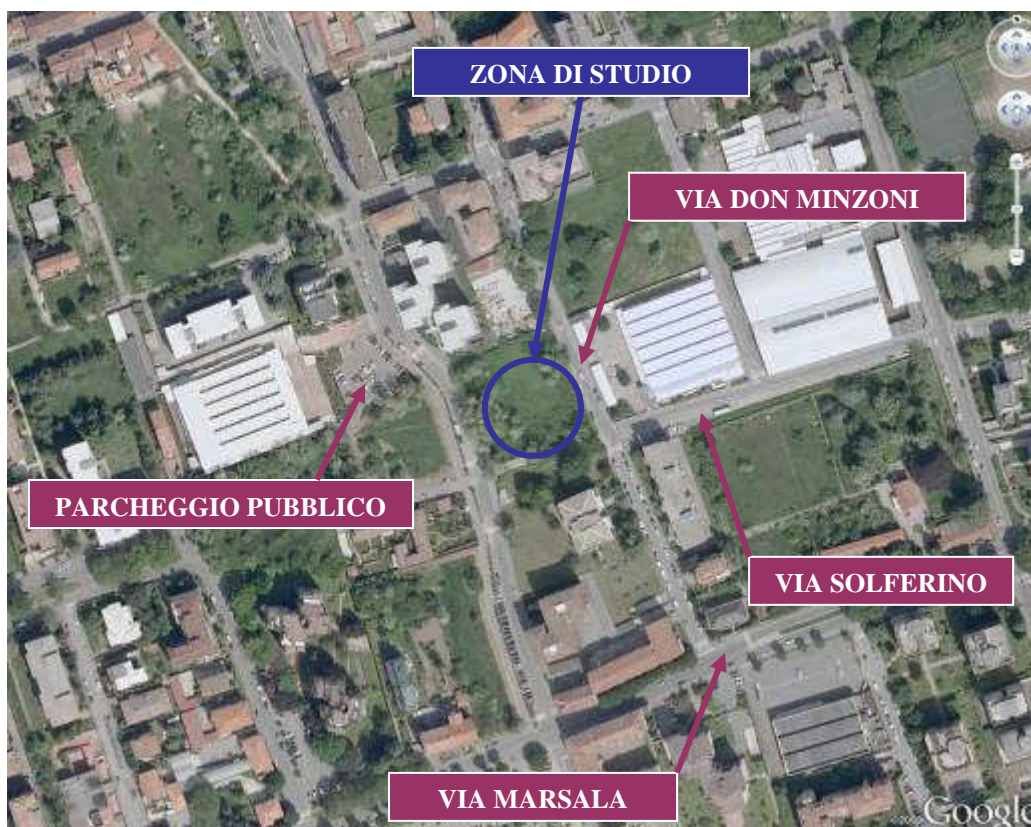 ZONA DI STUDIO
VIA DON MINZONI
PARCHEGGIO PUBBLICO
VIA SOLFERINO
VIA MARSALA
Google